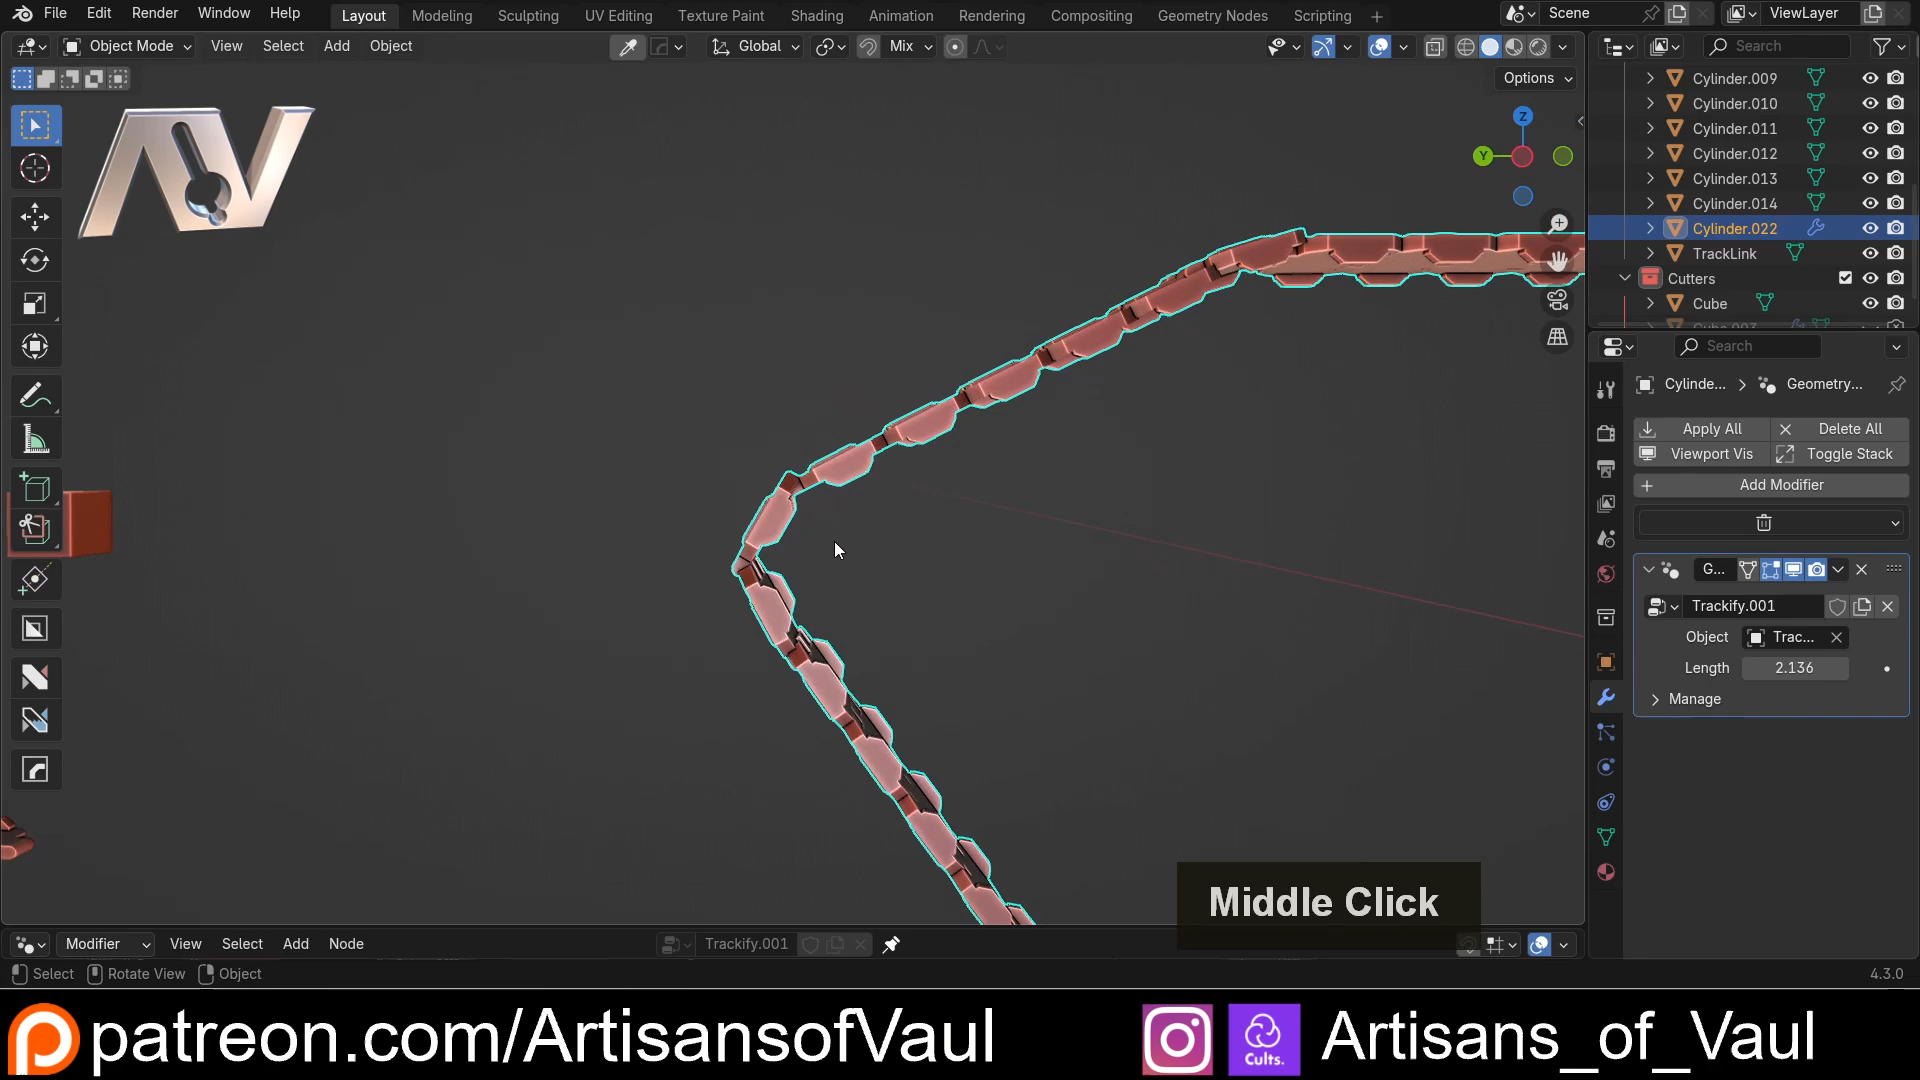 File Edit Render Window Help Layout Modeling Sculpting UV Editing Texture Paint Shading Animation Rendering Compositing Geometry Nodes Scripting Scene ViewLayer
Object Mode View Select Add Object Global Mix Search
Options
Z
Y
Cylinder.009
Cylinder.010
Cylinder.011
Cylinder.012
Cylinder.013
Cylinder.014
Cylinder.022
TrackLink
Cutters
Cube
Search
Cylinde... Geometry...
Apply All Delete All
Viewport Vis Toggle Stack
Add Modifier
G...
Trackify.001
Object Trac...
Length 2.136
Manage
Middle Click
Modifier View Select Add Node Trackify.001
Select Rotate View Object 4.3.0
patreon.com/ArtisansofVaul Cults. Artisans_of_Vaul